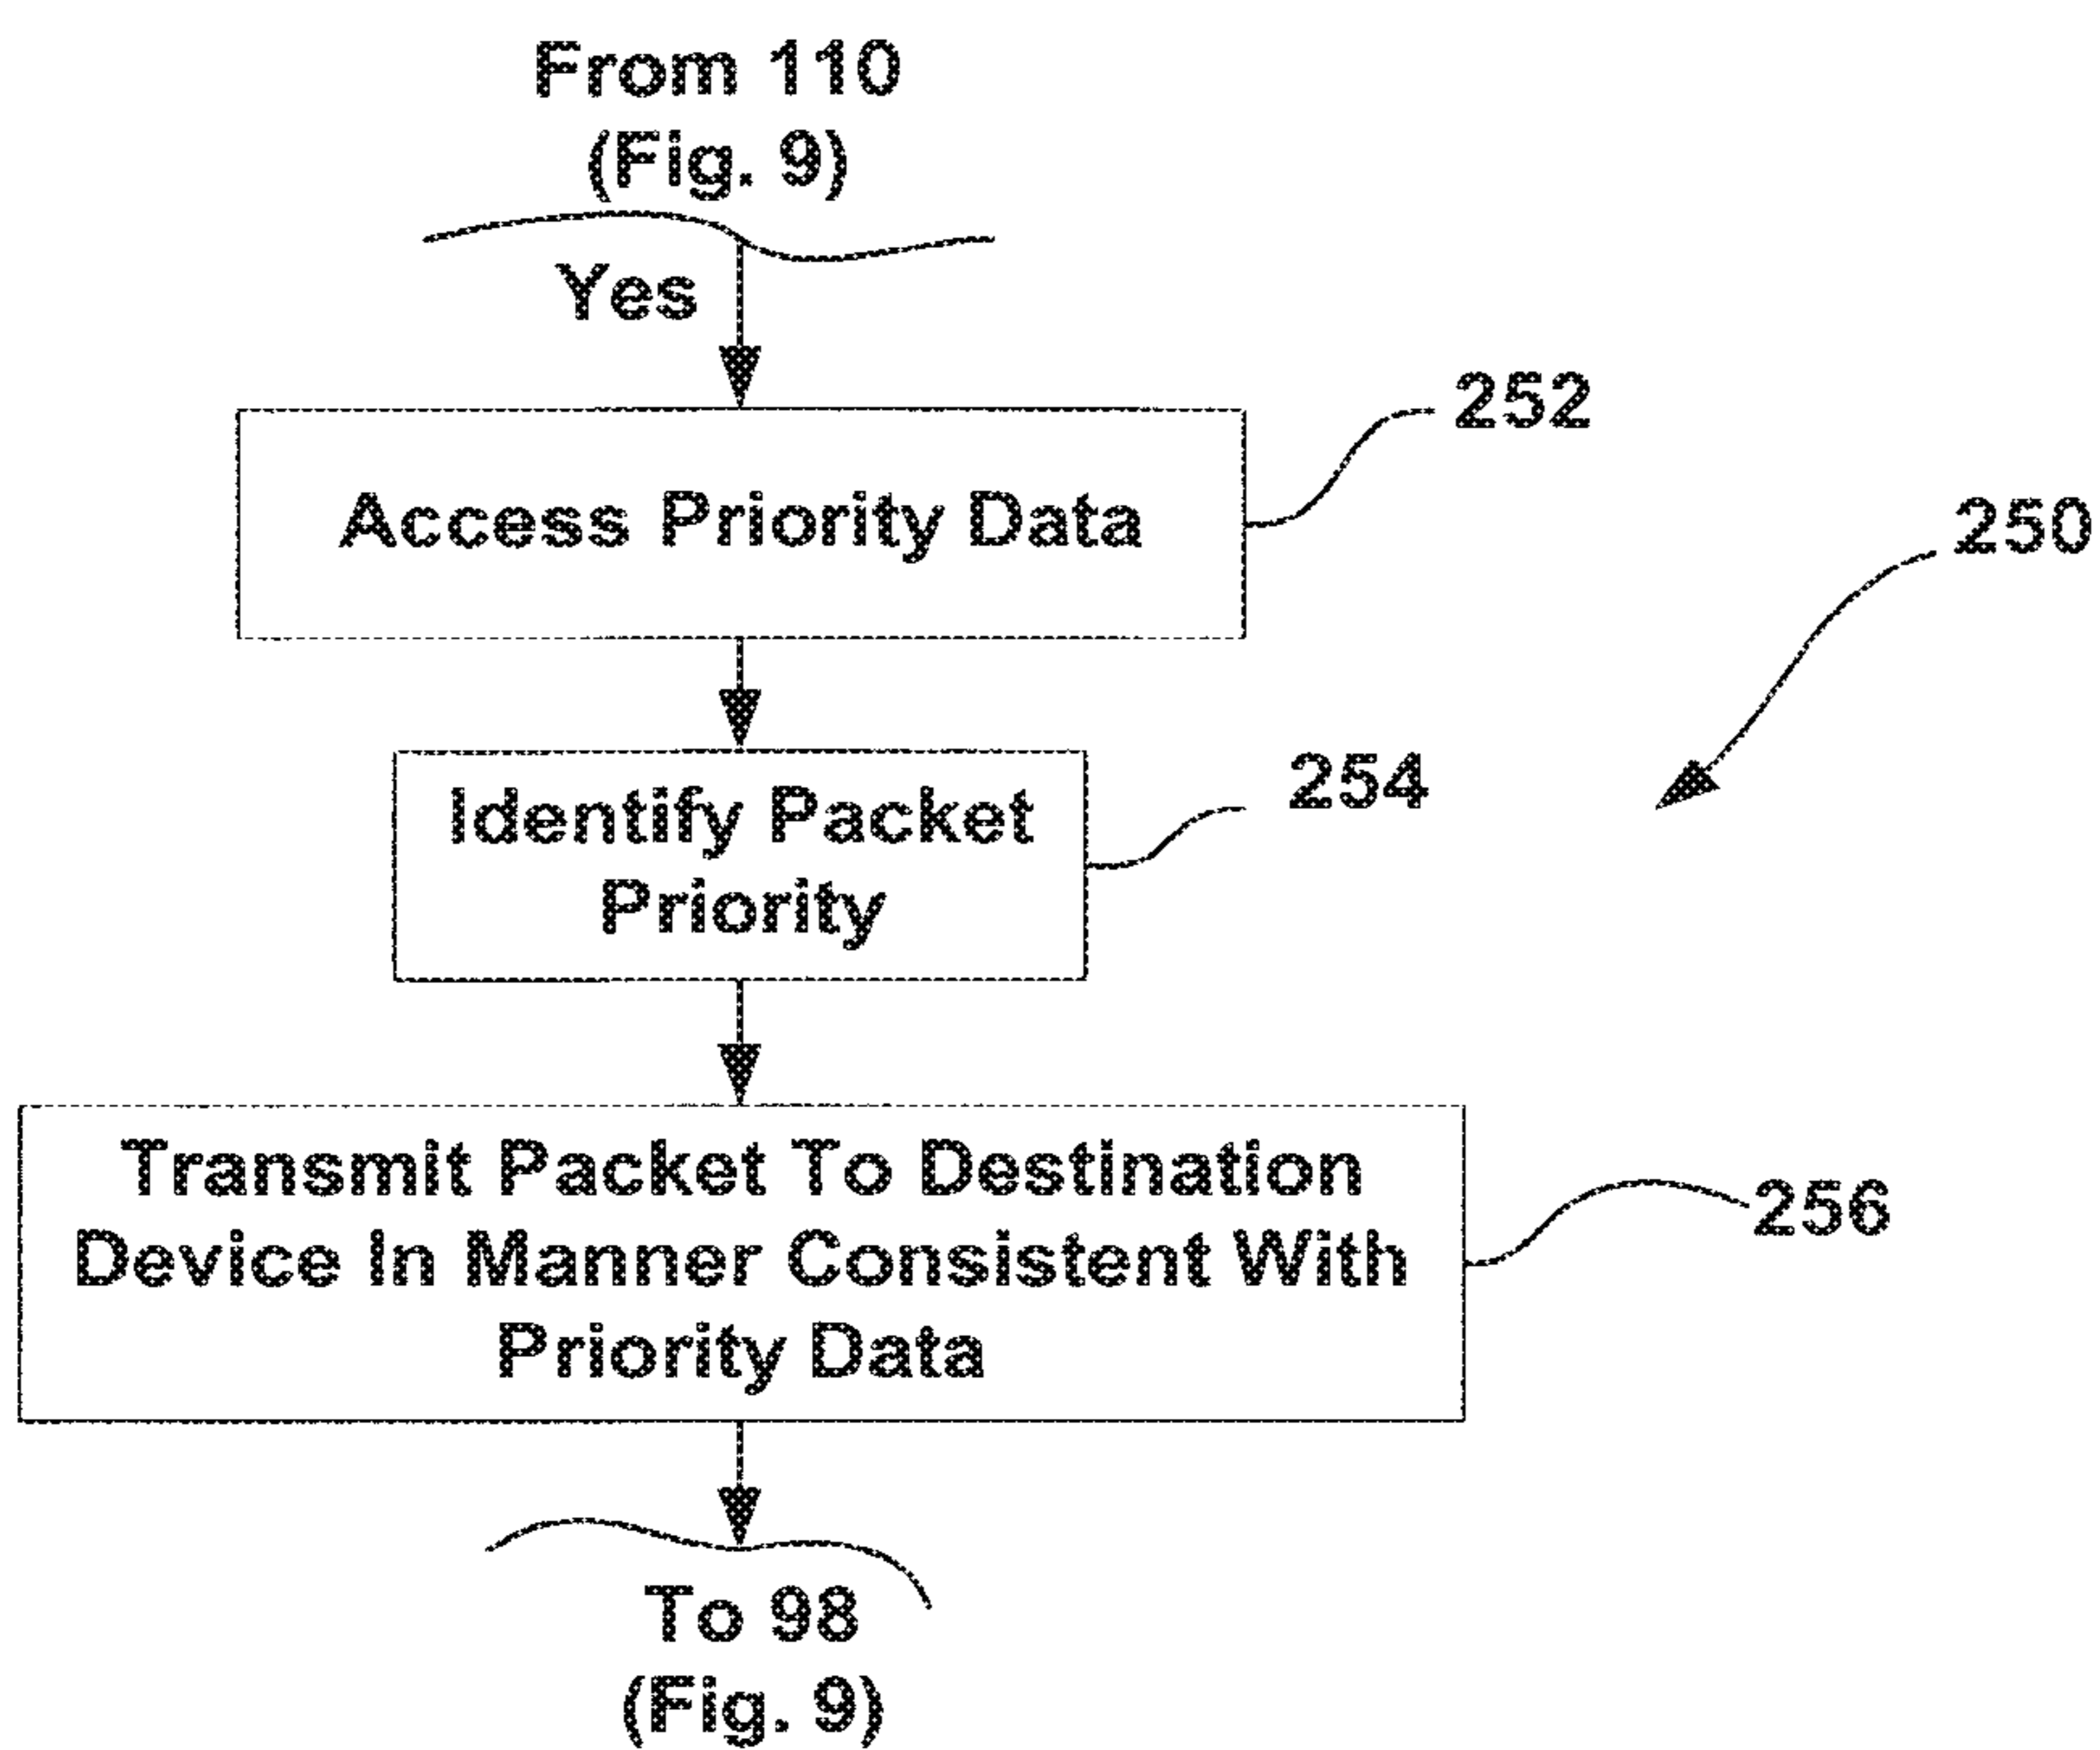 From 110
(Fig. 9)
Yes
252
Access Priority Data
250
254
Identify Packet
Priority
Transmit Packet To Destination
Device In Manner Consistent With
Priority Data
256
To 98
(Fig. 9)